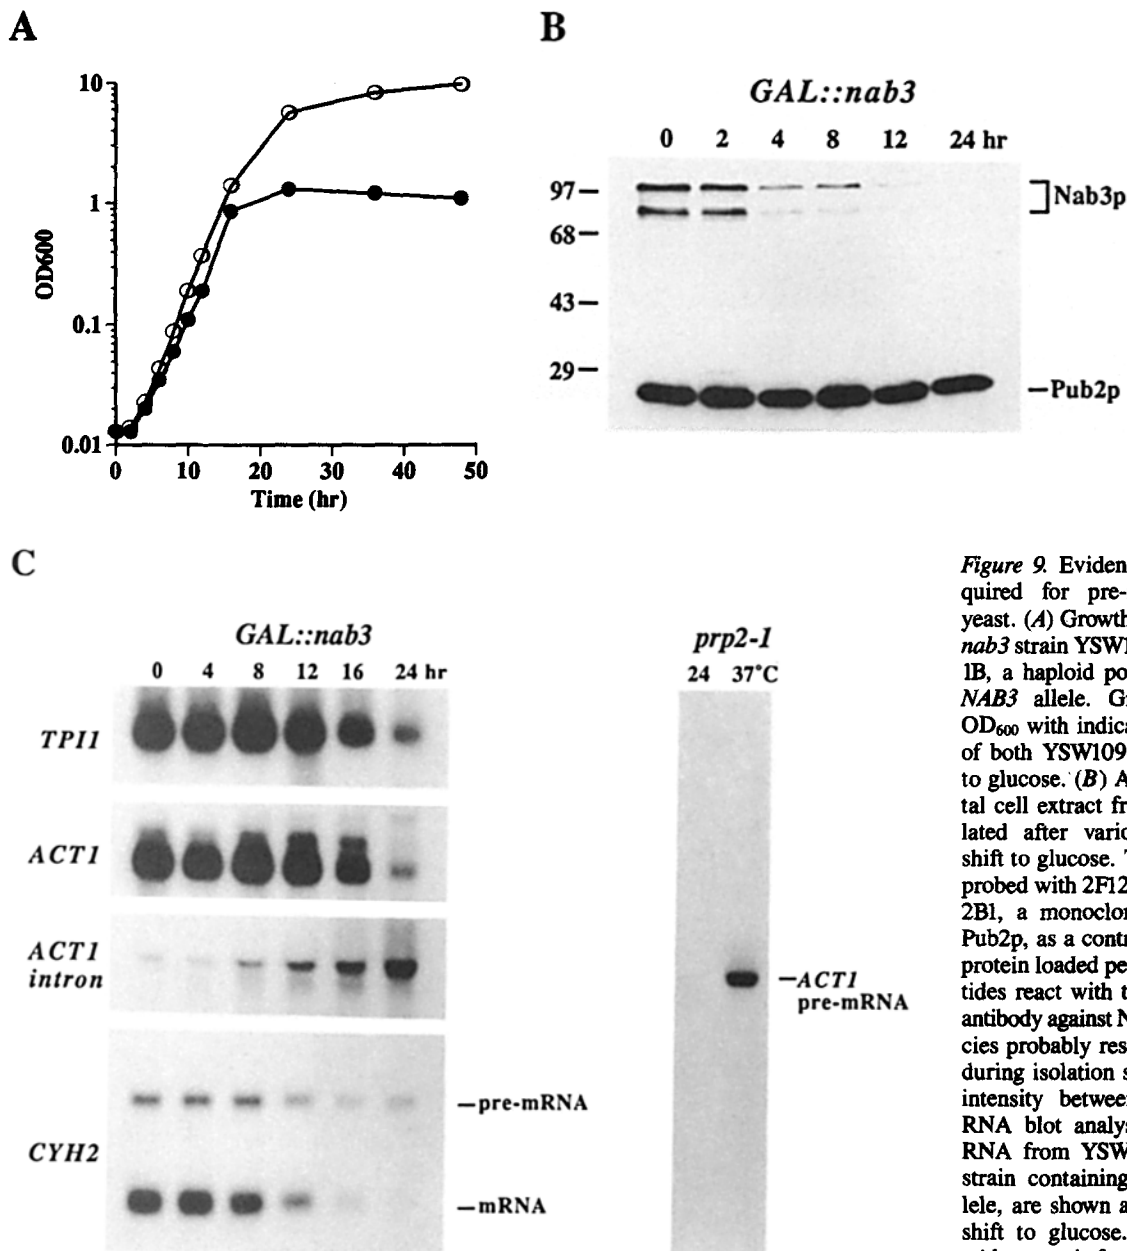 A
10
1
0.1
0.01
OD600
0
10
20
30
40
50
Time (hr)
B
GAL::nab3
0 2 4 8 12 24 hr
97
68
43
29
Nab3p
Pub2p
C
GAL::nab3
0 4 8 12 16 24 hr
TPI1
ACT1
ACT1
intron
CYH2
pre-mRNA
mRNA
prp2-1
24 37°C
ACT1
pre-mRNA
Figure 9. Eviden
quired for pre-
yeast. (A) Growth
nab3 strain YSW1
1B, a haploid po
NAB3 allele. G
OD600 with indica
of both YSW109
to glucose. (B) A
tal cell extract fr
lated after vario
shift to glucose. T
probed with 2F12
2B1, a monoclon
Pub2p, as a contr
protein loaded pe
tides react with t
antibody against N
cies probably res
during isolation s
intensity between
RNA blot analys
RNA from YSW
strain containing
lele, are shown a
shift to glucose.